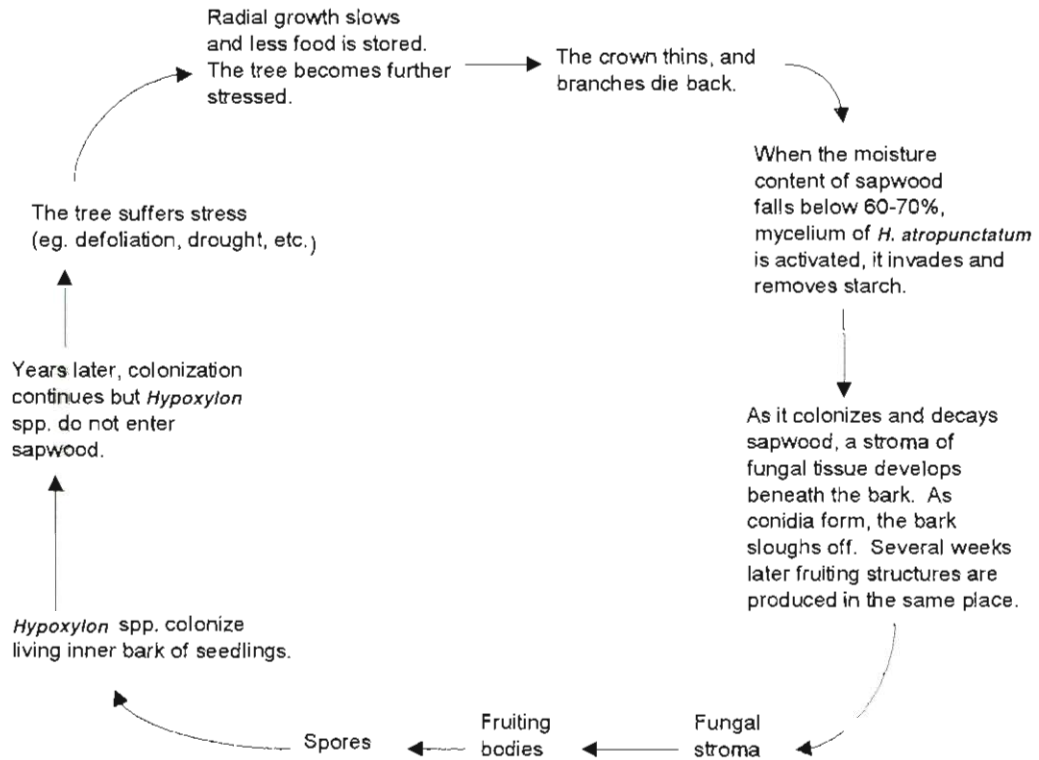 Radial growth slows
and less food is stored.
The tree becomes further
stressed.
The crown thins, and
branches die back.
When the moisture
content of sapwood
falls below 60-70%,
mycelium of H. atropunctatum
is activated, it invades and
removes starch.
As it colonizes and decays
sapwood, a stroma of
fungal tissue develops
beneath the bark. As
conidia form, the bark
sloughs off. Several weeks
later fruiting structures are
produced in the same place.
Fungal
stroma
Fruiting
bodies
Spores
Hypoxylon spp. colonize
living inner bark of seedlings.
Years later, colonization
continues but Hypoxylon
spp. do not enter
sapwood.
The tree suffers stress
(eg. defoliation, drought, etc.)